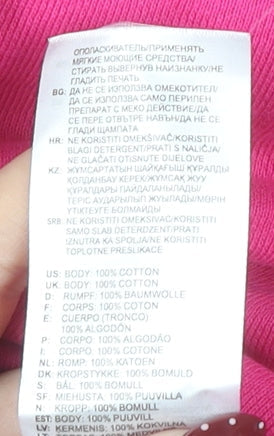 ОПОЛАСКИВАТЕЛЬ/ПРИМЕНЯТЬ
МЯГКИЕ МОЮЩИЕ СРЕДСТВА/
СТИРАТЬ ВЫВЕРНУВ НАИЗНАНКУ/НЕ
ГЛАДИТЬ ПЕЧАТЬ
BG: ДА НЕ СЕ ИЗПОЛЗВА ОМЕКОТИТЕЛ/
ДА СЕ ИЗПОЛЗВА САМО ПЕРИЛЕН
ПРЕПАРАТ С МЕКО ДЕЙСТВИЕ/ДА
СЕ ПЕРЕ ОТВЪТРЕ НАВЪН/ДА НЕ СЕ
ГЛАДИ ЩАМПАТА
HR: NE KORISTITI OMEKŠIVAČ/KORISTITI
BLAGI DETERGENT/PRATI S NALIČJA/
NE GLAČATI OTISNUTE DIJELOVE
KZ: ЖУМСАРТАТЫН ШАЙҚАҒЫШ ҚҰРАЛДЫ
ҚОЛДАНБАУ КЕРЕК/ЖУМСАҚ ЖУУ
ҚҰРАЛДАРЫ ПАЙДАЛАНЫЛАДЫ/
ТЕРІС АУДАРЫЛЫП ЖУЫЛАДЫ/МӨРІН
ҮТІКТЕУГЕ БОЛМАЙДЫ
SRB: NE KORISTITI OMEKŠIVAČ/KORISTITI
SAMO SLAB DETERDZENT/PRATI
IZNUTRA KA SPOLJA/NE KORISTITI
TOPLOTNE PRESLIKACE
US: BODY: 100% COTTON
UK: BODY: 100% COTTON
D: RUMPF: 100% BAUMWOLLE
F: CORPS: 100% COTON
E: CUERPO (TRONCO):
100% ALGODÓN
P: CORPO: 100% ALGODÃO
I: CORPO: 100% COTONE
NL: ROMP: 100% KATOEN
DK: KROPSTYKKE: 100% BOMULD
S: BÅL: 100% BOMULL
SF: MIEHUSTA: 100% PUUVILLA
N: KROPP: 100% BOMULL
EST: BODY: 100% PUUVILL
LV: KERMENIS: 100% KOKVILNA